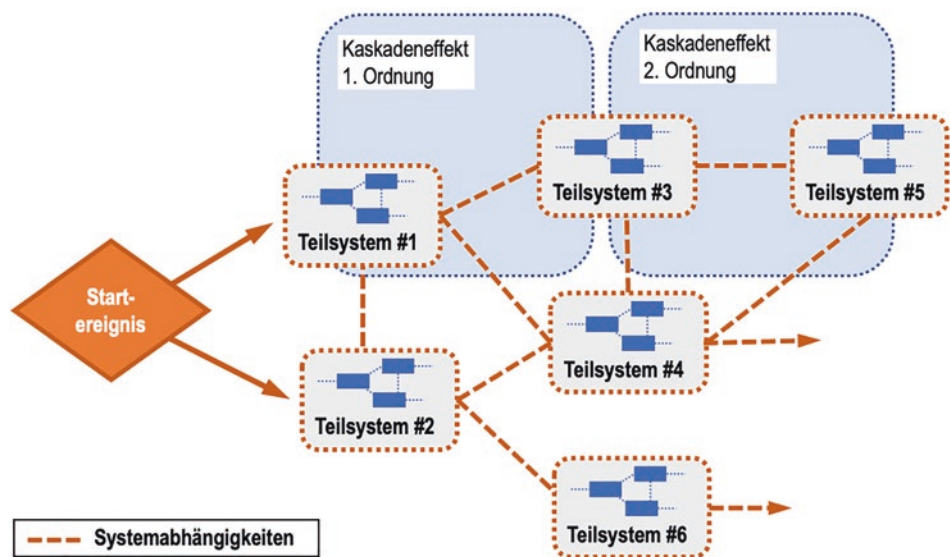 Kaskadeneffekt
1. Ordnung
Kaskadeneffekt
2. Ordnung
Teilsystem #3
Teilsystem #5
Teilsystem #1
Start-
ereignis
Teilsystem #4
Teilsystem #2
Teilsystem #6
Systemabhängigkeiten